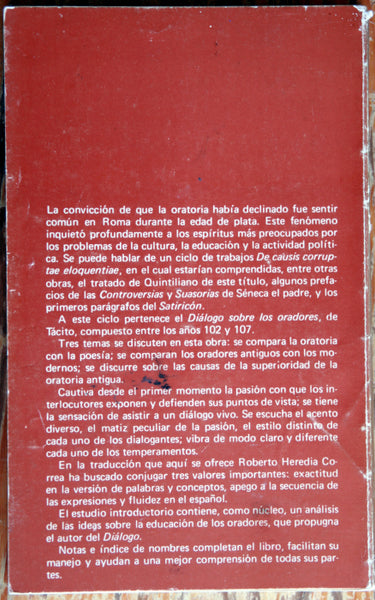 La convicción de que la oratoria había declinado fue sentir
común en Roma durante la edad de plata. Este fenómeno
inquietó profundamente a los espíritus más preocupados por
los problemas de la cultura, la educación y la actividad políti-
ca. Se puede hablar de un ciclo de trabajos De causis corrup-
tae eloquentiae, en el cual estarían comprendidas, entre otras
obras, el tratado de Quintiliano de este título, algunos prefa-
cios de las Controversias y Suasorias de Séneca el padre, y los
primeros parágrafos del Satiricón.
A este ciclo pertenece el Diálogo sobre los oradores, de
Tácito, compuesto entre los años 102 y 107.
Tres temas se discuten en esta obra: se compara la oratoria
con la poesía; se comparan los oradores antiguos con los mo-
dernos; se discurre sobre las causas de la superioridad de la
oratoria antigua.
Cautiva desde el primer momento la pasión con que los in-
terlocutores exponen y defienden sus puntos de vista; se tiene
la sensación de asistir a un diálogo vivo. Se escucha el acento
diverso, el matiz peculiar de la pasión, el estilo distinto de
cada uno de los dialogantes; vibra de modo claro y diferente
cada uno de los temperamentos.
En la traducción que aquí se ofrece Roberto Heredia Co-
rrea ha buscado conjugar tres valores importantes: exactitud
en la versión de palabras y conceptos, apego a la secuencia de
las expresiones y fluidez en el español.
El estudio introductorio contiene, como núcleo, un análisis
de las ideas sobre la educación de los oradores, que propugna
el autor del Diálogo.
Notas e índice de nombres completan el libro, facilitan su
manejo y ayudan a una mejor comprensión de todas sus par-
tes.